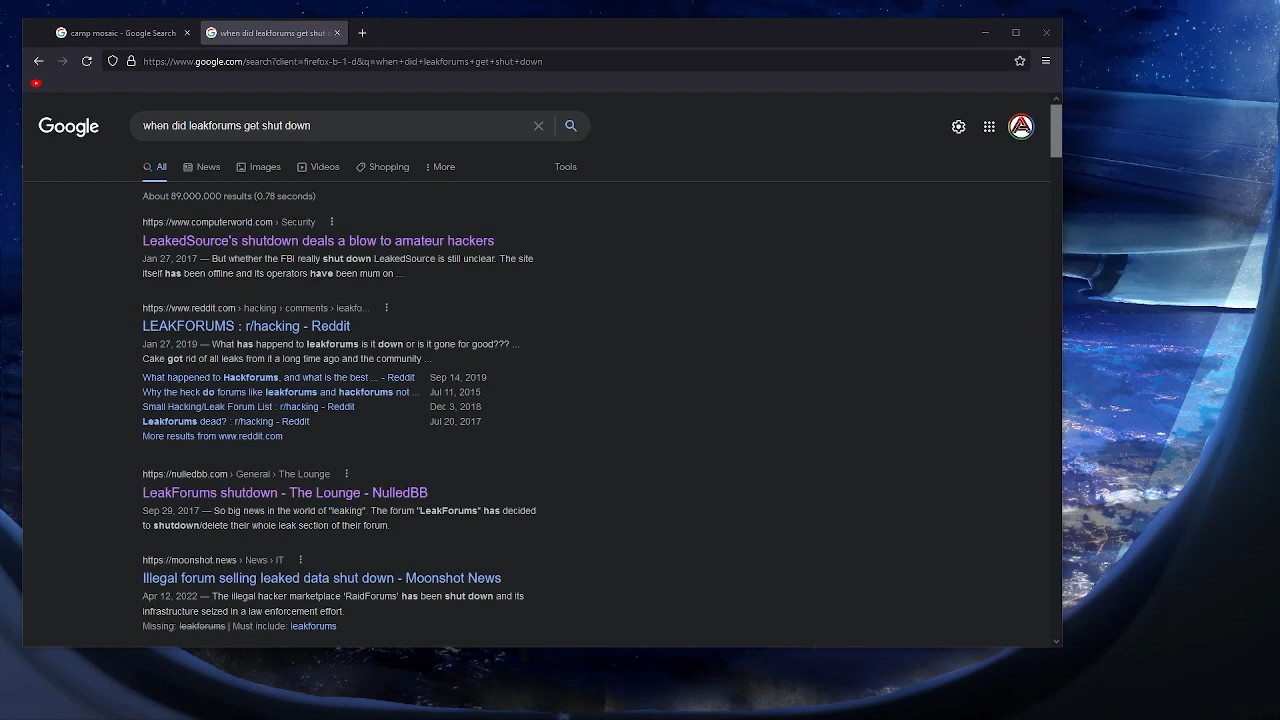 camp mosaic - Google Search
when did leakforums get shut
https://www.google.com/search?client=firefox-b-1-d&q=when+did+leakforums+get+shut+down
Google
when did leakforums get shut down
All News Images Videos Shopping More Tools
About 89,000,000 results (0.78 seconds)
https://www.computerworld.com › Security
LeakedSource's shutdown deals a blow to amateur hackers
Jan 27, 2017 — But whether the FBI really shut down LeakedSource is still unclear. The site
itself has been offline and its operators have been mum on ...
https://www.reddit.com › hacking › comments › leakfo...
LEAKFORUMS : r/hacking - Reddit
Jan 27, 2019 — What has happend to leakforums is it down or is it gone for good??? ...
Cake got rid of all leaks from it a long time ago and the community ...
What happened to Hackforums, and what is the best ... - Reddit Sep 14, 2019
Why the heck do forums like leakforums and hackforums not ... Jul 11, 2015
Small Hacking/Leak Forum List : r/hacking - Reddit Dec 3, 2018
Leakforums dead? : r/hacking - Reddit Jul 20, 2017
More results from www.reddit.com
https://nulledbb.com › General › The Lounge
LeakForums shutdown - The Lounge - NulledBB
Sep 29, 2017 — So big news in the world of "leaking". The forum "LeakForums" has decided
to shutdown/delete their whole leak section of their forum.
https://moonshot.news › News › IT
Illegal forum selling leaked data shut down - Moonshot News
Apr 12, 2022 — The illegal hacker marketplace 'RaidForums' has been shut down and its
infrastructure seized in a law enforcement effort.
Missing: leakforums | Must include: leakforums